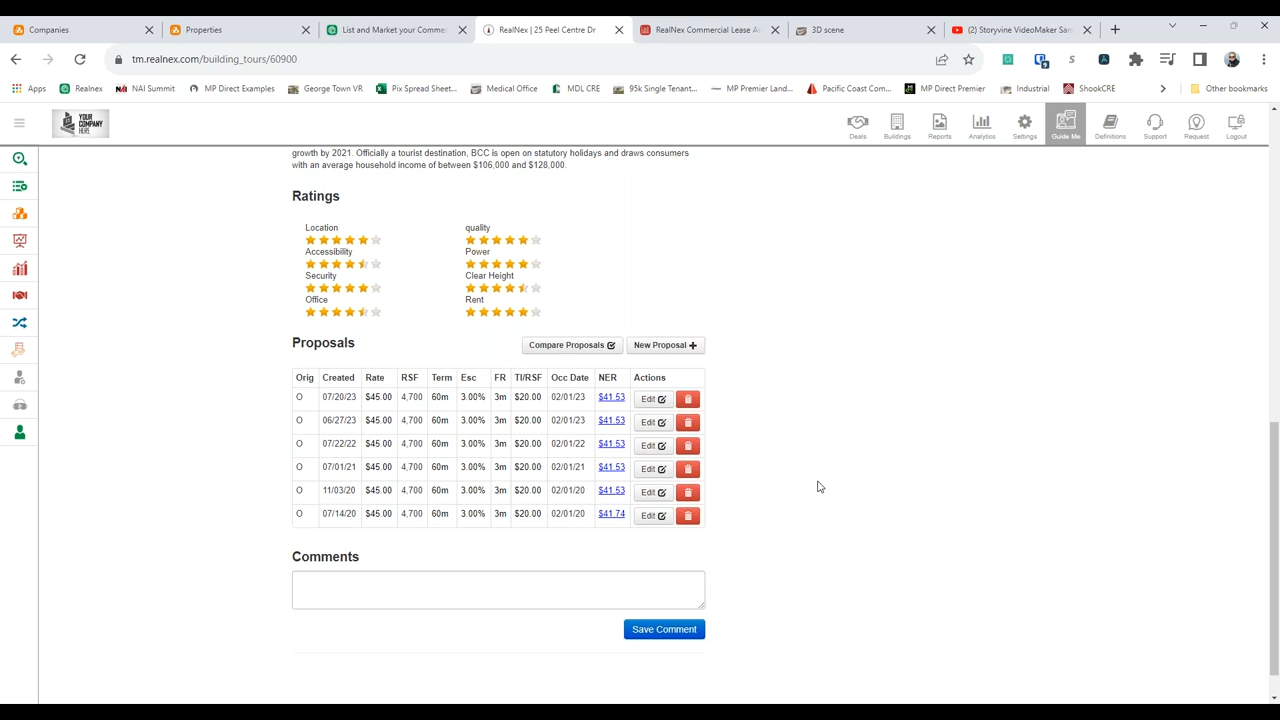 Companies
Properties
List and Market your Comme
RealNex | 25 Peel Centre Dr
RealNex Commercial Lease A
3D scene
(2) Storyvine VideoMaker San
tm.realnex.com/building_tours/60900
Apps
Realnex
NAI Summit
MP Direct Examples
George Town VR
Pix Spread Sheet...
Medical Office
MDL CRE
95k Single Tenant...
MP Premier Land...
Pacific Coast Com...
MP Direct Premier
Industrial
ShookCRE
Other bookmarks
YOUR COMPANY HERE
Deals
Buildings
Reports
Analytics
Settings
Guide Me
Definitions
Support
Request
Logout
growth by 2021. Officially a tourist destination, BCC is open on statutory holidays and draws consumers
with an average household income of between $106,000 and $128,000.
Ratings
Location quality
Accessibility Power
Security Clear Height
Office Rent
Proposals Compare Proposals New Proposal
Orig Created Rate RSF Term Esc FR TI/RSF Occ Date NER Actions
O 07/20/23 $45.00 4,700 60m 3.00% 3m $20.00 02/01/23 $41.53 Edit
O 06/27/23 $45.00 4,700 60m 3.00% 3m $20.00 02/01/23 $41.53 Edit
O 07/22/22 $45.00 4,700 60m 3.00% 3m $20.00 02/01/22 $41.53 Edit
O 07/01/21 $45.00 4,700 60m 3.00% 3m $20.00 02/01/21 $41.53 Edit
O 11/03/20 $45.00 4,700 60m 3.00% 3m $20.00 02/01/20 $41.53 Edit
O 07/14/20 $45.00 4,700 60m 3.00% 3m $20.00 02/01/20 $41.74 Edit
Comments
Save Comment